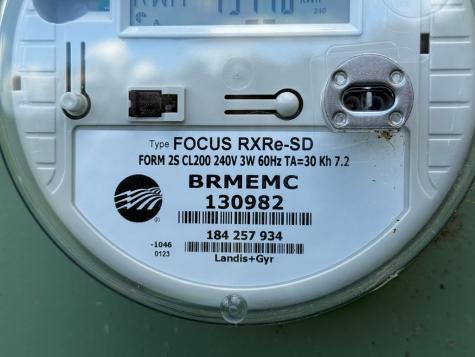 240
Type FOCUS RXRe-SD
FORM 2S CL200 240V 3W 60Hz TA=30 Kh 7.2
BRMEMC
130982
®
184 257 934
-1046
0123
Landis+Gyr